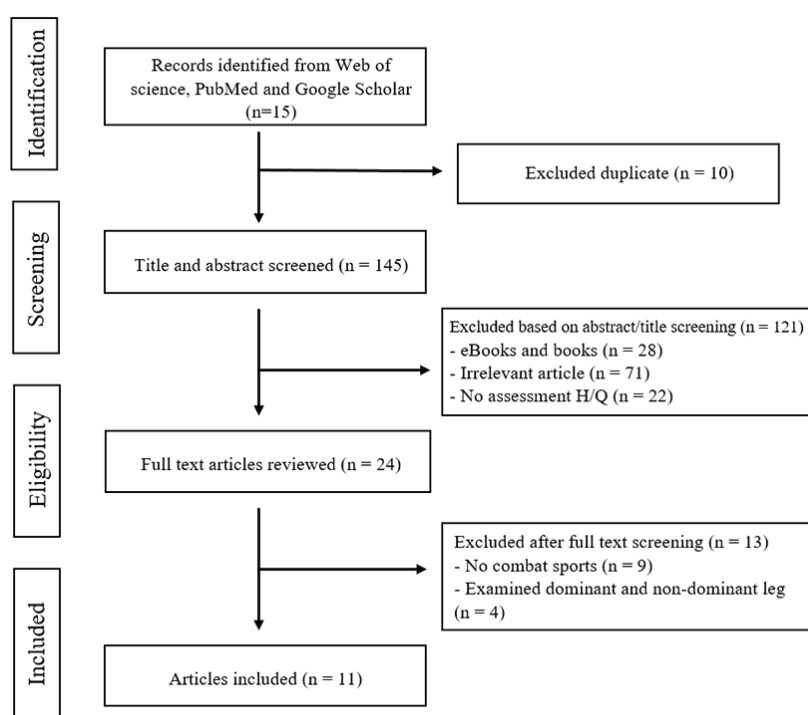 Identification
Records identified from Web of
science, PubMed and Google Scholar
(n=15)
Excluded duplicate (n = 10)
Screening
Title and abstract screened (n = 145)
Excluded based on abstract/title screening (n = 121)
- eBooks and books (n = 28)
- Irrelevant article (n = 71)
- No assessment H/Q (n = 22)
Eligibility
Full text articles reviewed (n = 24)
Excluded after full text screening (n = 13)
- No combat sports (n = 9)
- Examined dominant and non-dominant leg
(n = 4)
Included
Articles included (n = 11)